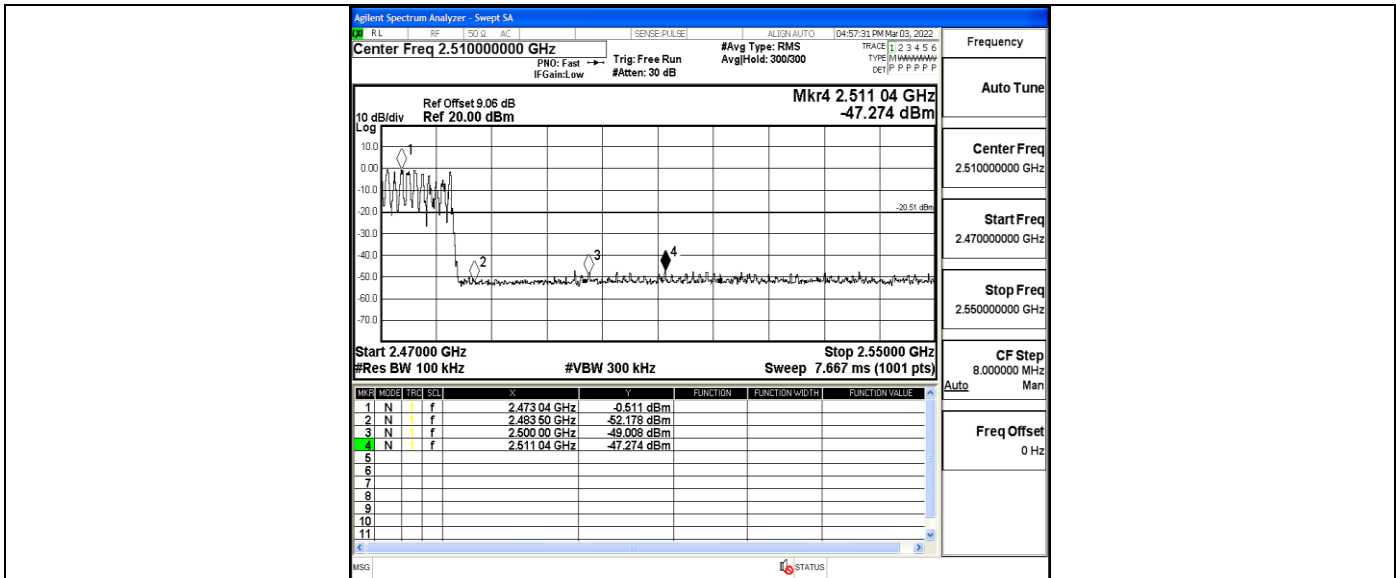 Agilent Spectrum Analyzer - Swept SA
RL RF 50 Ω AC SENSE:PULSE ALIGNAUTO 04:57:31 PM Mar 03, 2022
Center Freq 2.510000000 GHz
PNO: Fast
IFGain:Low
Trig: Free Run
#Atten: 30 dB
#Avg Type: RMS
Avg|Hold: 300/300
TRACE 1 2 3 4 5 6
TYPE M
DET P P P P P P
Ref Offset 9.06 dB
10 dB/div Ref 20.00 dBm
Log
Mkr4 2.511 04 GHz
-47.274 dBm
10.0
0.00
-10.0
-20.0
-30.0
-40.0
-50.0
-60.0
-70.0
1
2
3
4
-20.51 dBm
Start 2.47000 GHz Stop 2.55000 GHz
#Res BW 100 kHz #VBW 300 kHz Sweep 7.667 ms (1001 pts)
MKR MODE TRC SCL X Y FUNCTION FUNCTION WIDTH FUNCTION VALUE
1 N 1 f 2.473 04 GHz -0.511 dBm
2 N 1 f 2.483 50 GHz -52.178 dBm
3 N 1 f 2.500 00 GHz -49.008 dBm
4 N 1 f 2.511 04 GHz -47.274 dBm
5
6
7
8
9
10
11
MSG STATUS
Frequency
Auto Tune
Center Freq
2.510000000 GHz
Start Freq
2.470000000 GHz
Stop Freq
2.550000000 GHz
CF Step
8.000000 MHz
Auto Man
Freq Offset
0 Hz